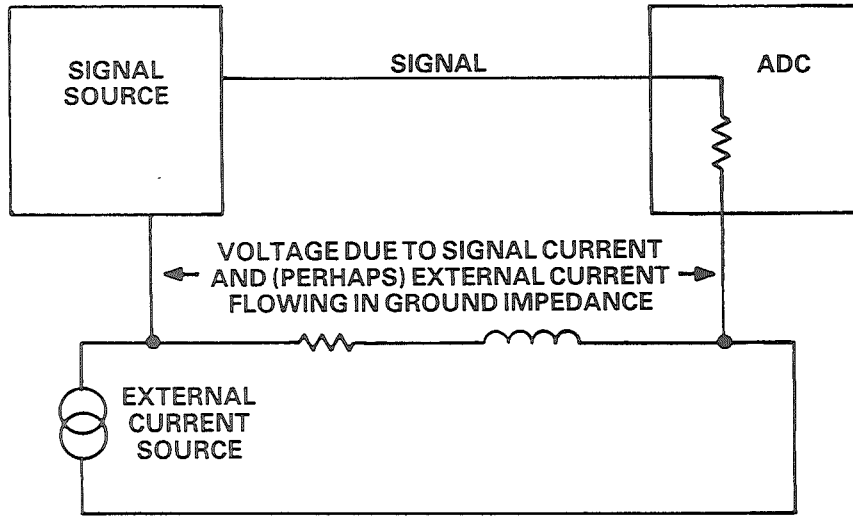 SIGNAL
SOURCE
SIGNAL
ADC
VOLTAGE DUE TO SIGNAL CURRENT
AND (PERHAPS) EXTERNAL CURRENT
FLOWING IN GROUND IMPEDANCE
EXTERNAL
CURRENT
SOURCE